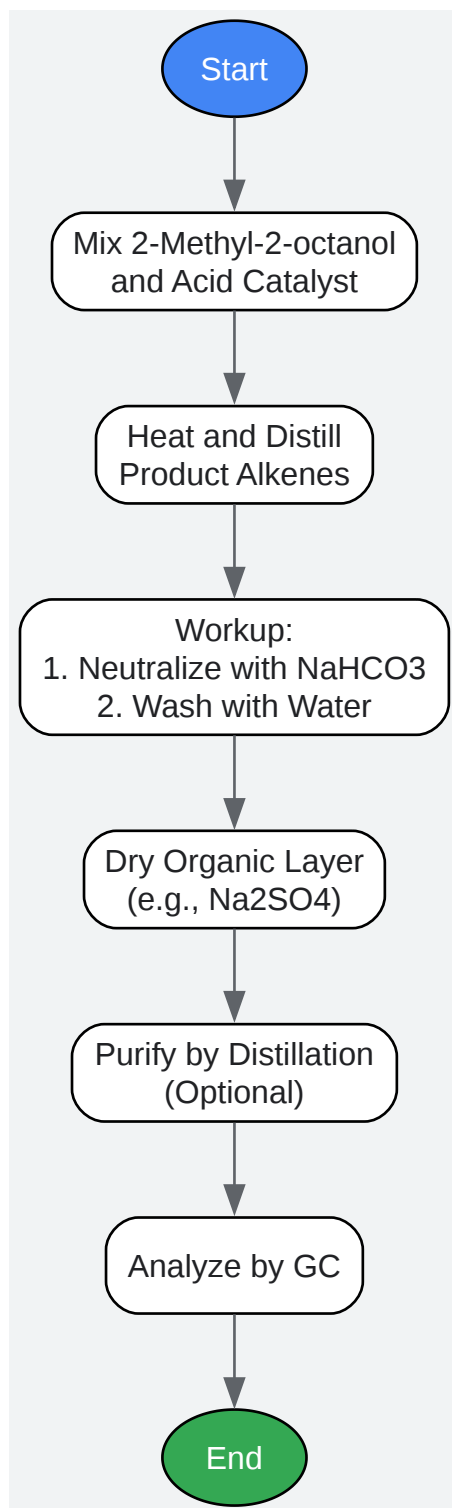 Start
Mix 2-Methyl-2-octanol
and Acid Catalyst
Heat and Distill
Product Alkenes
Workup:
1. Neutralize with NaHCO3
2. Wash with Water
Dry Organic Layer
(e.g., Na2SO4)
Purify by Distillation
(Optional)
Analyze by GC
End